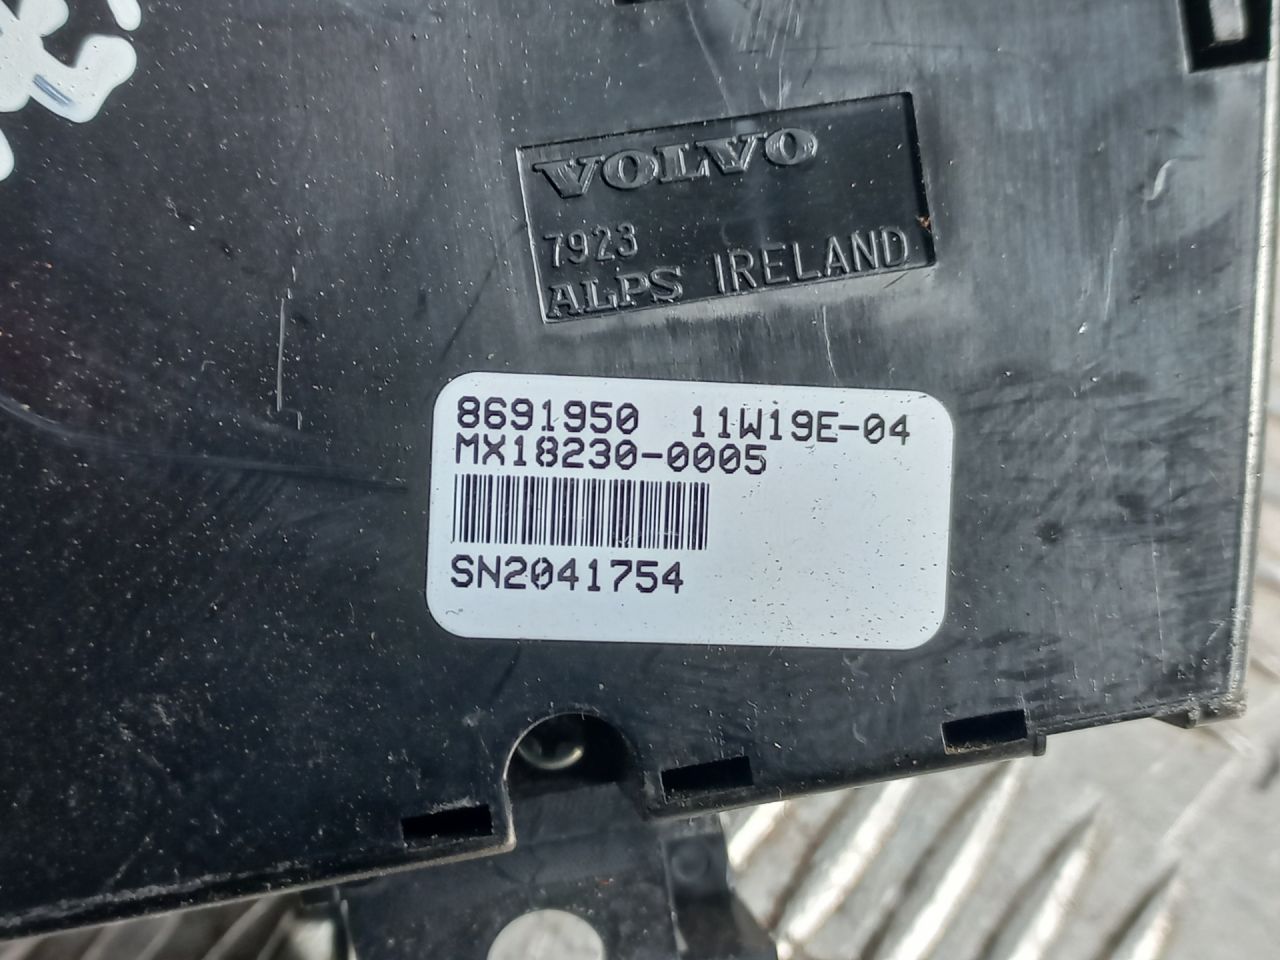 VOLVO
7923
ALPS IRELAND
8691950 11W19E-04
MX18230-0005
SN2041754